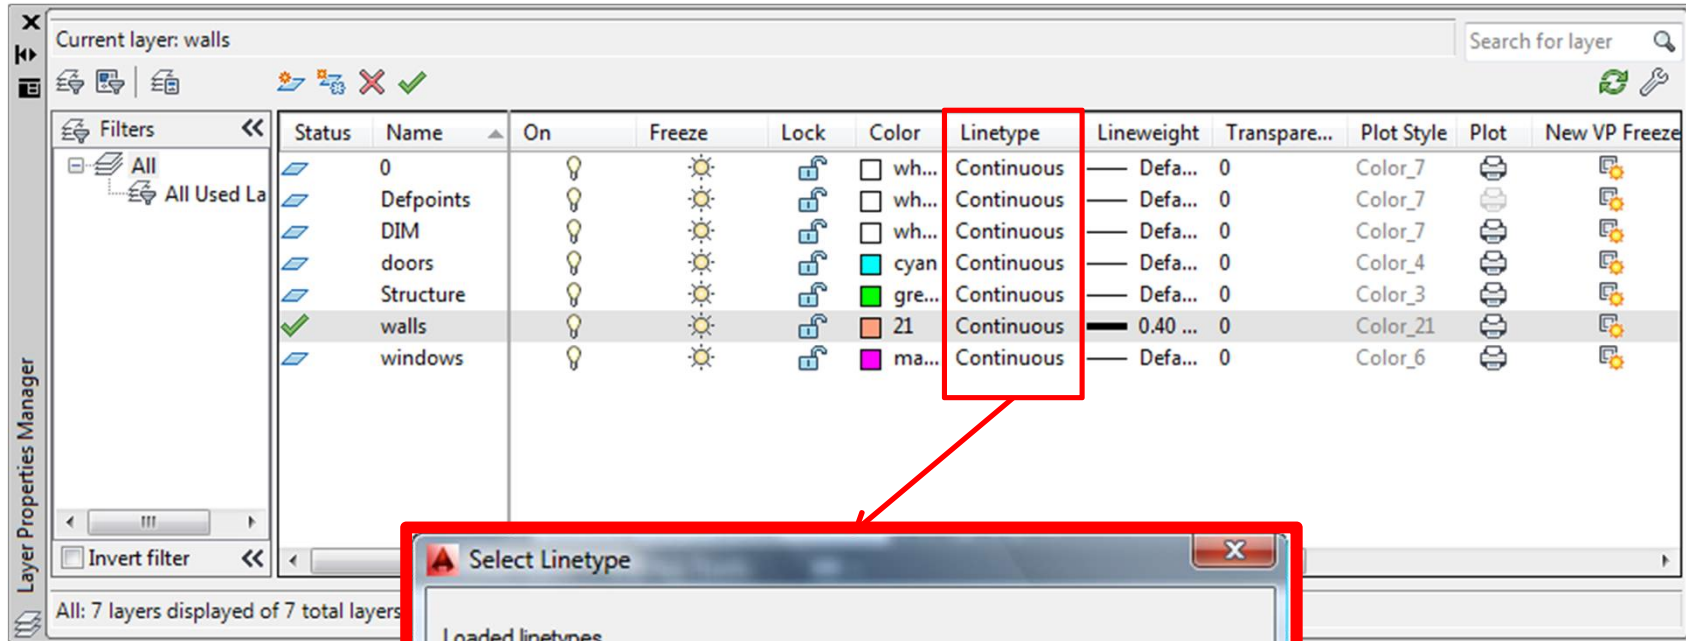 Current layer: walls
Search for layer
Filters
Status Name On Freeze Lock Color Linetype Lineweight Transpare... Plot Style Plot New VP Freeze
All
All Used La
0 wh... Continuous Defa... 0 Color_7
Defpoints wh... Continuous Defa... 0 Color_7
DIM wh... Continuous Defa... 0 Color_7
doors cyan Continuous Defa... 0 Color_4
Structure gre... Continuous Defa... 0 Color_3
walls 21 Continuous 0.40 ... 0 Color_21
windows ma... Continuous Defa... 0 Color_6
Invert filter
Layer Properties Manager
All: 7 layers displayed of 7 total layers
Select Linetype
Loaded linetypes